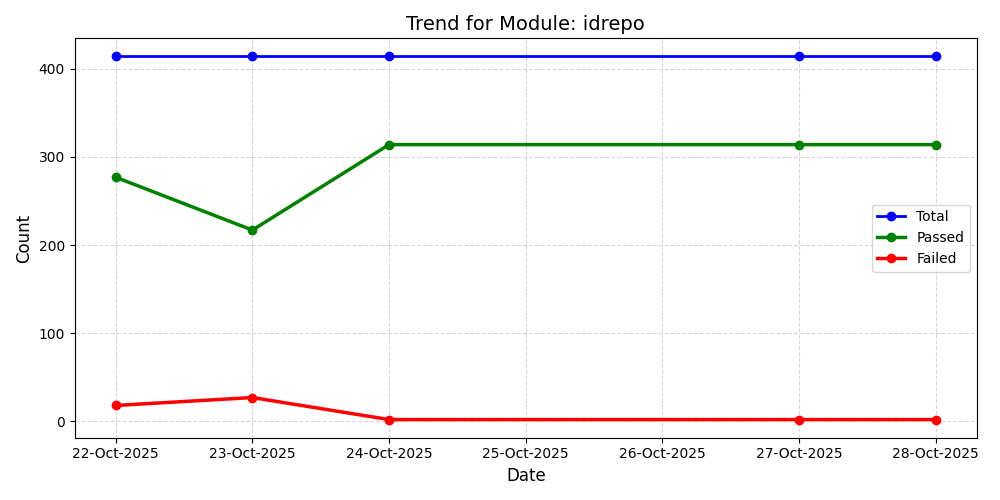 Trend for Module: idrepo
Count
400
300
200
100
0
Total
Passed
Failed
22-Oct-2025
23-Oct-2025
24-Oct-2025
25-Oct-2025
26-Oct-2025
27-Oct-2025
28-Oct-2025
Date